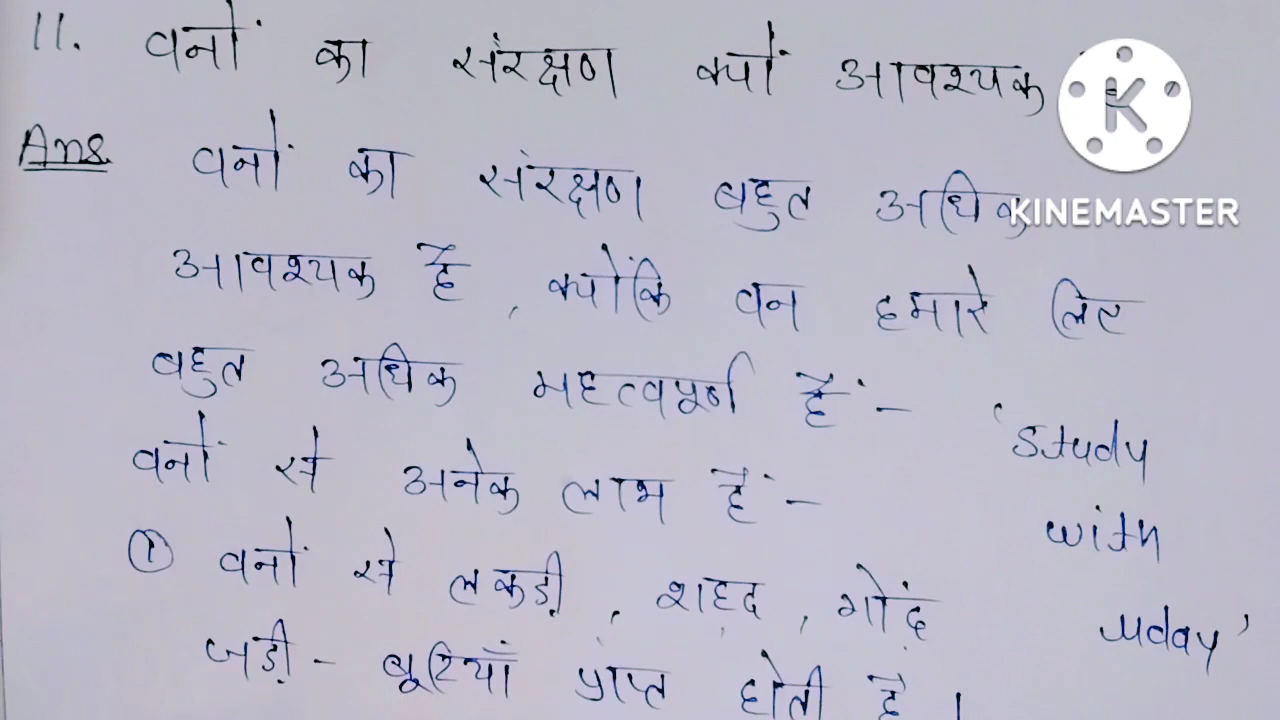 11. वनों का संरक्षण क्यों आवश्यक
KINEMASTER
Ans वनों का संरक्षण बहुत अधिक
आवश्यक है , क्योंकि वन हमारे लिए
बहुत अधिक महत्वपूर्ण हैं -
वनों से अनेक लाभ हैं -
① वनों से लकड़ी , शहद , गोंद
जड़ी - बूटियाँ प्राप्त होती है ।
'Study
with
uday'